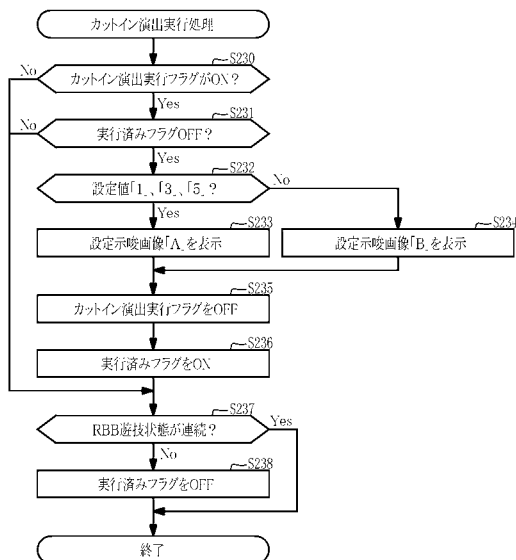 カットイン演出実行処理
S230
No
カットイン演出実行フラグがON?
Yes
S231
No
実行済みフラグOFF?
Yes
S232
設定値「1」、「3」、「5」?
No
Yes
S233
設定示唆画像「A」を表示
S234
設定示唆画像「B」を表示
S235
カットイン演出実行フラグをOFF
S236
実行済みフラグをON
S237
RBB遊技状態が連続?
Yes
No
S238
実行済みフラグをOFF
終了